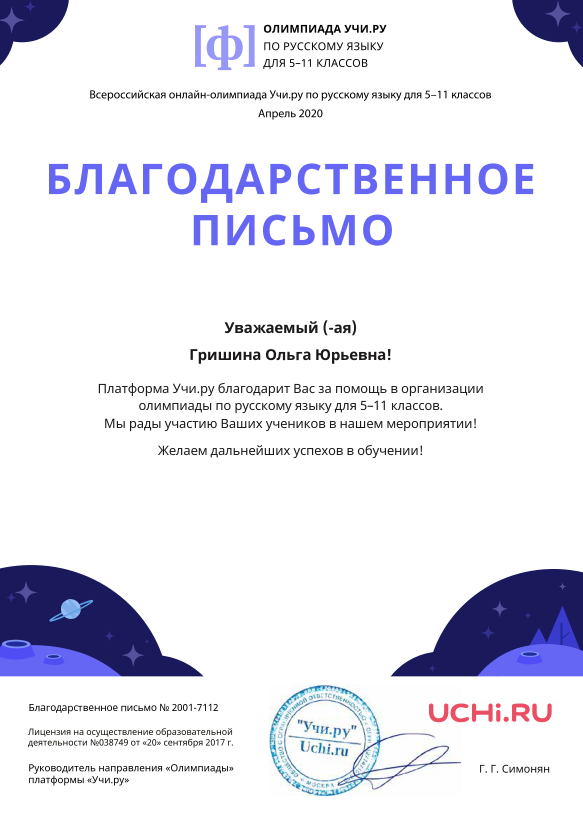 [ф]
ОЛИМПИАДА УЧИ.РУ
ПО РУССКОМУ ЯЗЫКУ
ДЛЯ 5–11 КЛАССОВ
Всероссийская онлайн-олимпиада Учи.ру по русскому языку для 5–11 классов
Апрель 2020
БЛАГОДАРСТВЕННОЕ
ПИСЬМО
Уважаемый (-ая)
Гришина Ольга Юрьевна!
Платформа Учи.ру благодарит Вас за помощь в организации
олимпиады по русскому языку для 5–11 классов.
Мы рады участию Ваших учеников в нашем мероприятии!
Желаем дальнейших успехов в обучении!
Благодарственное письмо № 2001-7112
Лицензия на осуществление образовательной
деятельности №038749 от «20» сентября 2017 г.
Руководитель направления «Олимпиады»
платформы «Учи.ру»
"Учи.ру"
Uchi.ru
МОСКВА
UCHi.RU
Г. Г. Симонян